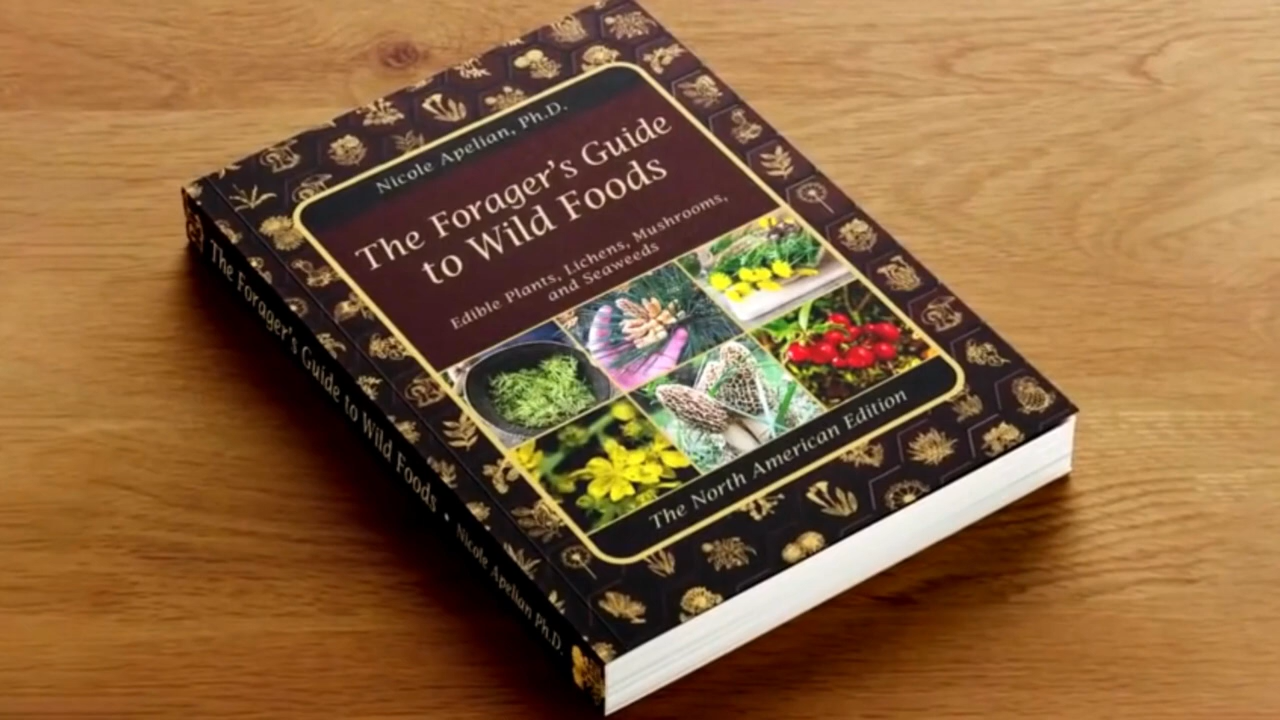 Nicole Apelian, Ph.D.
The Forager's Guide
to Wild Foods
Edible Plants, Lichens, Mushrooms,
and Seaweeds
The North American Edition
The Forager's Guide to Wild Foods • Nicole Apelian Ph.D.